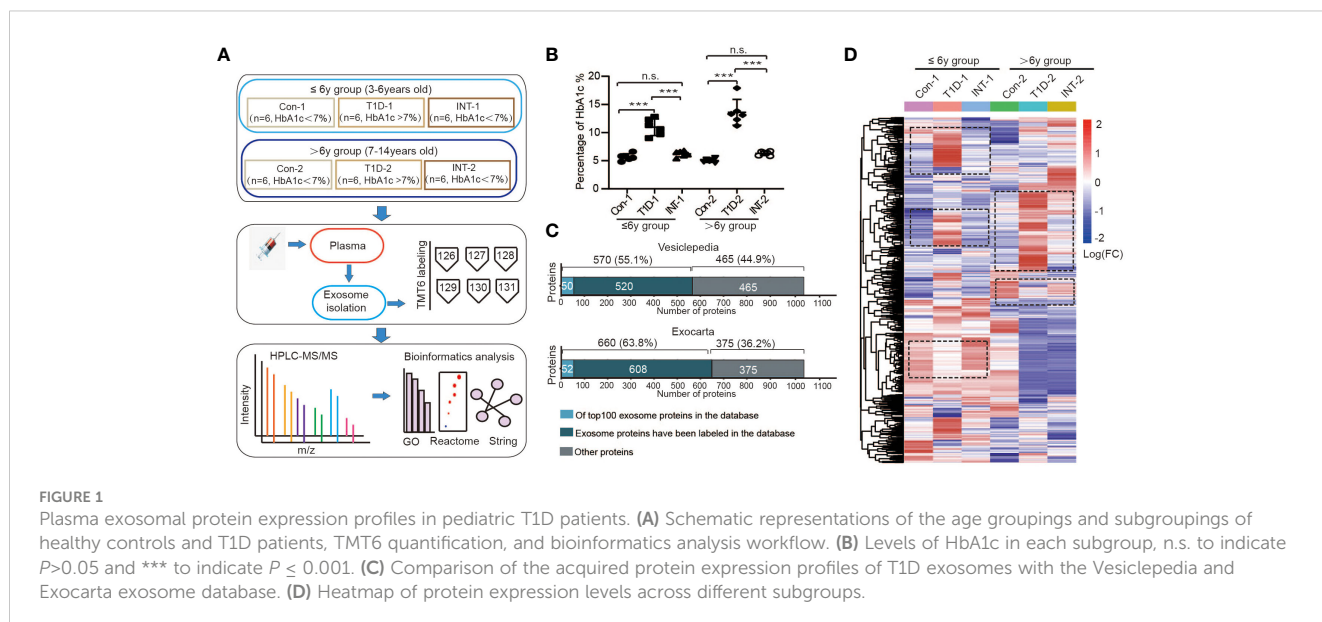 A
≤ 6y group (3-6years old)
Con-1
T1D-1
INT-1
(n=6, HbA1c<7%)
(n=6, HbA1c >7%)
(n=6, HbA1c<7%)
>6y group (7-14years old)
Con-2
T1D-2
INT-2
(n=6, HbA1c<7%)
(n=6, HbA1c >7%)
(n=6, HbA1c<7%)
Plasma
Exosome
isolation
TMT6 labeling
126 127 128
129 130 131
HPLC-MS/MS
Intensity
m/z
Bioinformatics analysis
GO Reactome String
B
n.s.
n.s.
*** ***
*** ***
Percentage of HbA1c %
20
15
10
5
0
Con-1 T1D-1 INT-1 Con-2 T1D-2 INT-2
≤6y group >6y group
C
Vesiclepedia
570 (55.1%) 465 (44.9%)
Proteins
50 520 465
0 100 200 300 400 500 600 700 800 900 1000 1100
Number of proteins
Exocarta
660 (63.8%) 375 (36.2%)
Proteins
52 608 375
0 100 200 300 400 500 600 700 800 900 1000 1100
Number of proteins
Of top100 exosome proteins in the database
Exosome proteins have been labeled in the database
Other proteins
D
≤ 6y group >6y group
Con-1 T1D-1 INT-1 Con-2 T1D-2 INT-2
2
1
0
-1
-2
Log(FC)
FIGURE 1
Plasma exosomal protein expression profiles in pediatric T1D patients. (A) Schematic representations of the age groupings and subgroupings of
healthy controls and T1D patients, TMT6 quantification, and bioinformatics analysis workflow. (B) Levels of HbA1c in each subgroup, n.s. to indicate
P>0.05 and *** to indicate P ≤ 0.001. (C) Comparison of the acquired protein expression profiles of T1D exosomes with the Vesiclepedia and
Exocarta exosome database. (D) Heatmap of protein expression levels across different subgroups.